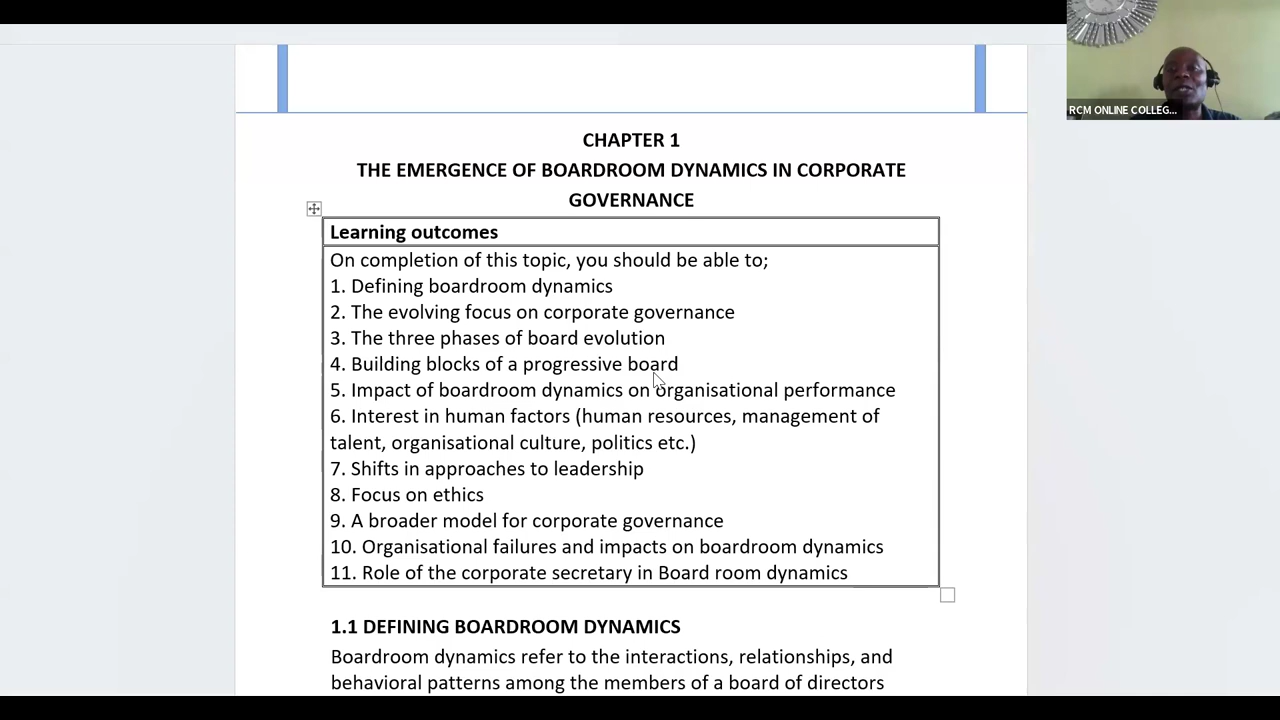 RCM ONLINE COLLEG...
CHAPTER 1
THE EMERGENCE OF BOARDROOM DYNAMICS IN CORPORATE
GOVERNANCE
Learning outcomes
On completion of this topic, you should be able to;
1. Defining boardroom dynamics
2. The evolving focus on corporate governance
3. The three phases of board evolution
4. Building blocks of a progressive board
5. Impact of boardroom dynamics on organisational performance
6. Interest in human factors (human resources, management of
talent, organisational culture, politics etc.)
7. Shifts in approaches to leadership
8. Focus on ethics
9. A broader model for corporate governance
10. Organisational failures and impacts on boardroom dynamics
11. Role of the corporate secretary in Board room dynamics
1.1 DEFINING BOARDROOM DYNAMICS
Boardroom dynamics refer to the interactions, relationships, and
behavioral patterns among the members of a board of directors